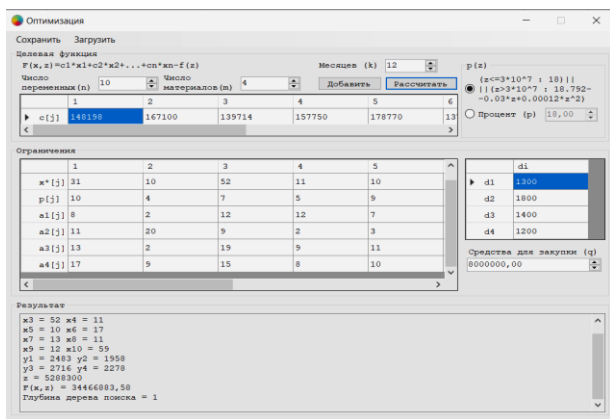 Оптимизация
Сохранить Загрузить
Целевая функция
F(x,z)=c1*x1+c2*x2+...+cn*xn-f(z)
Месяцев (k) 12
Число переменных(n) 10
Число материалов(m) 4
Добавить Рассчитать
p(z)
(z<=3*10^7 : 18)||
||(z>3*10^7 : 18.792-
-0.03*z+0.00012*z^2)
Процент (p) 18,00
1 2 3 4 5 6
c[j] 148198 167100 139714 157750 178770
Ограничения
1 2 3 4 5
x*[j] 31 10 52 11 10
p[j] 10 4 7 5 9
a1[j] 8 2 12 12 7
a2[j] 11 20 9 2 3
a3[j] 13 2 19 9 11
a4[j] 17 9 15 8 10
di
d1 1300
d2 1800
d3 1400
d4 1200
Средства для закупки (q)
8000000,00
Результат
x3 = 52 x4 = 11
x5 = 10 x6 = 17
x7 = 13 x8 = 11
x9 = 12 x10 = 59
y1 = 2483 y2 = 1958
y3 = 2716 y4 = 2278
z = 5288300
F(x,z) = 34466883,58
Глубина дерева поиска = 1